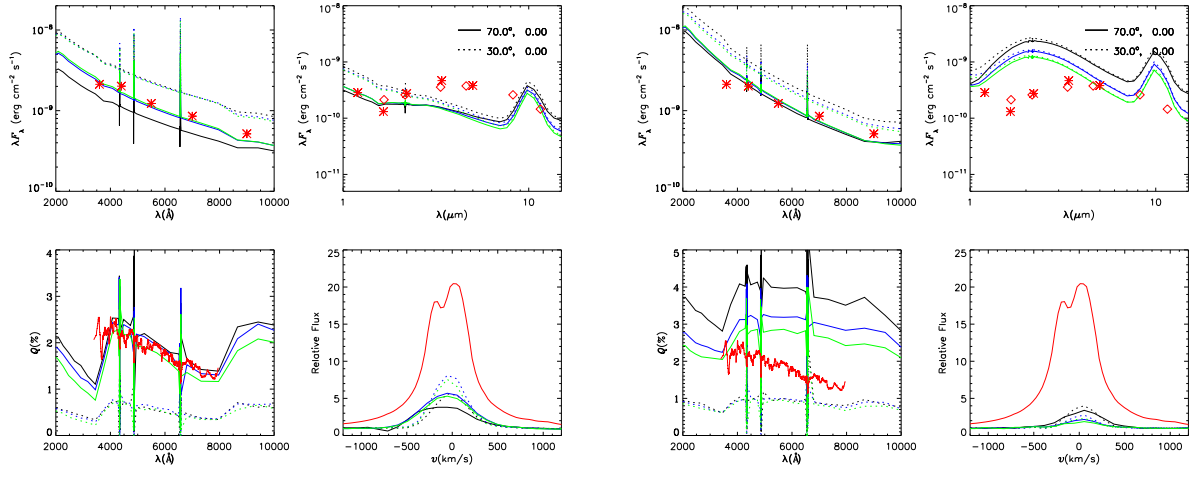 10⁻⁸
10⁻⁹
10⁻¹⁰
λF_λ (erg cm⁻² s⁻¹)
2000 4000 6000 8000 10000
λ(Å)
10⁻⁸
10⁻⁹
10⁻¹⁰
10⁻¹¹
λF_λ (erg cm⁻² s⁻¹)
70.0°, 0.00
30.0°, 0.00
1 10
λ(μm)
10⁻⁸
10⁻⁹
10⁻¹⁰
λF_λ (erg cm⁻² s⁻¹)
2000 4000 6000 8000 10000
λ(Å)
10⁻⁸
10⁻⁹
10⁻¹⁰
10⁻¹¹
λF_λ (erg cm⁻² s⁻¹)
70.0°, 0.00
30.0°, 0.00
1 10
λ(μm)
4
3
2
1
0
Q(%)
2000 4000 6000 8000 10000
λ(Å)
25
20
15
10
5
0
Relative Flux
−1000 −500 0 500 1000
v(km/s)
5
4
3
2
1
0
Q(%)
2000 4000 6000 8000 10000
λ(Å)
25
20
15
10
5
0
Relative Flux
−1000 −500 0 500 1000
v(km/s)